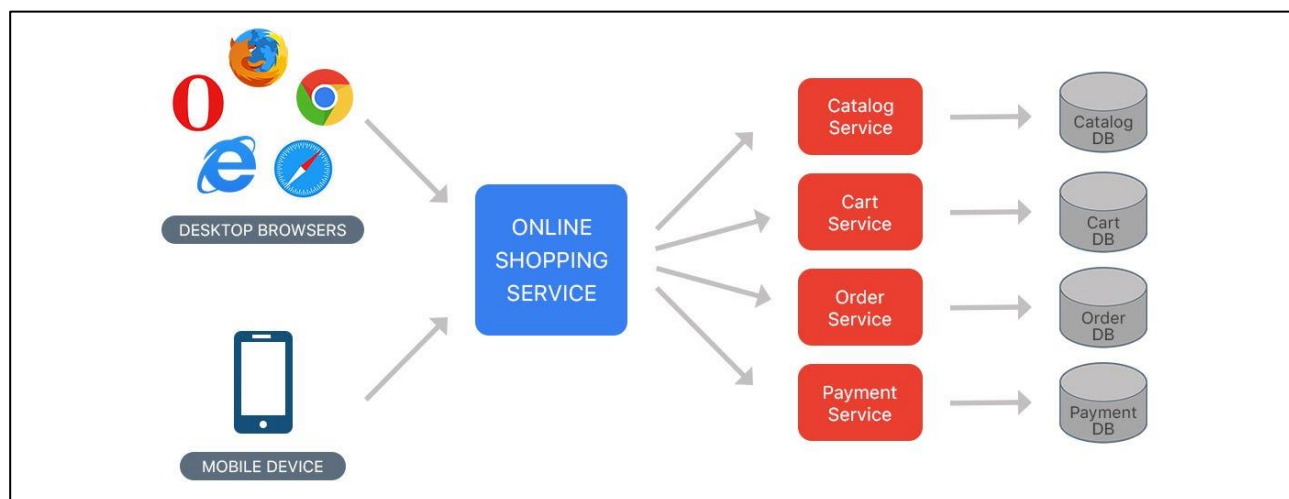 DESKTOP BROWSERS
MOBILE DEVICE
ONLINE
SHOPPING
SERVICE
Catalog
Service
Cart
Service
Order
Service
Payment
Service
Catalog
DB
Cart
DB
Order
DB
Payment
DB